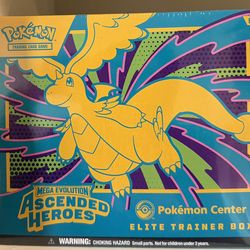 POKéMON
TRADING CARD GAME
MEGA EVOLUTION
ASCENDED
HEROES
Pokémon Center
ELITE TRAINER BO
WARNING: CHOKING HAZARD Small parts. Not for children under 3 years.